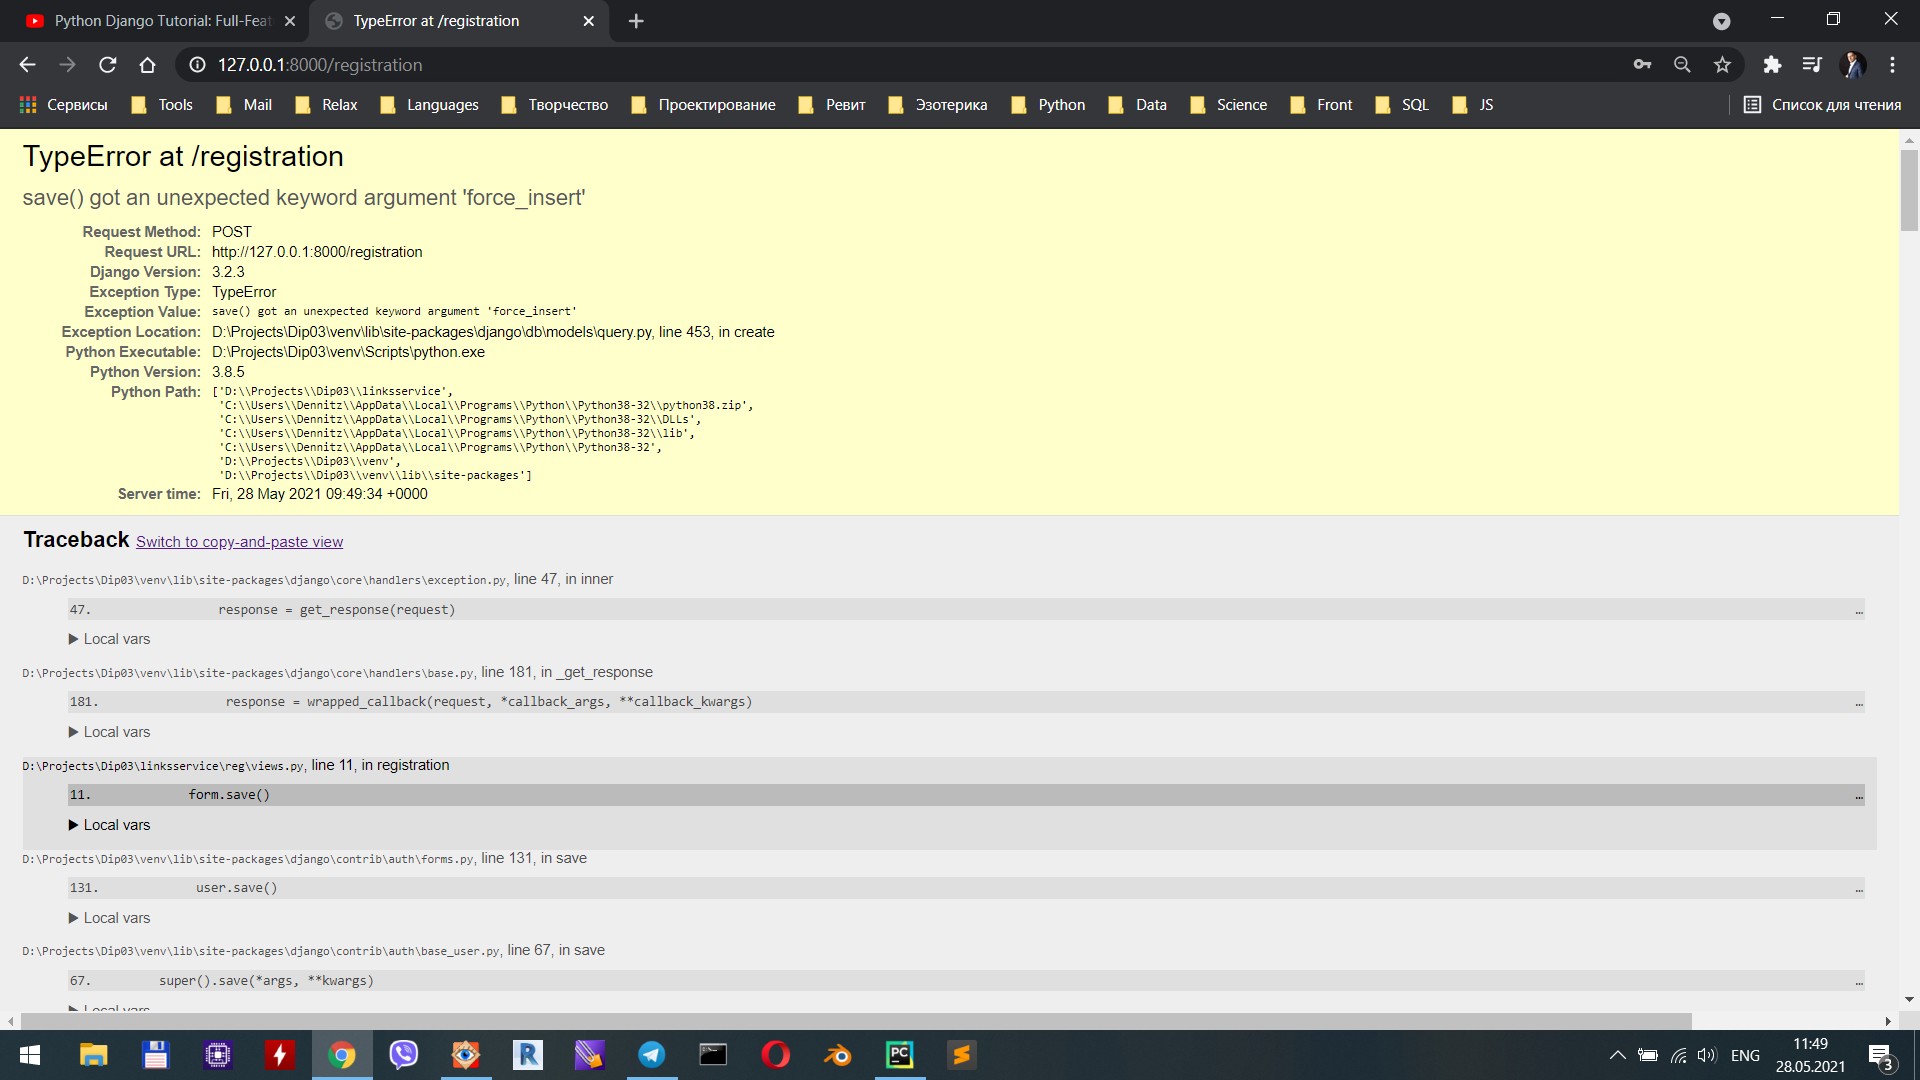 Python Django Tutorial: Full-Feat
TypeError at /registration
127.0.0.1:8000/registration
Сервисы Tools Mail Relax Languages Творчество Проектирование Ревит Эзотерика Python Data Science Front SQL JS Список для чтения
TypeError at /registration
save() got an unexpected keyword argument 'force_insert'
Request Method: POST
Request URL: http://127.0.0.1:8000/registration
Django Version: 3.2.3
Exception Type: TypeError
Exception Value: save() got an unexpected keyword argument 'force_insert'
Exception Location: D:\Projects\Dip03\venv\lib\site-packages\django\db\models\query.py, line 453, in create
Python Executable: D:\Projects\Dip03\venv\Scripts\python.exe
Python Version: 3.8.5
Python Path: ['D:\\Projects\\Dip03\\linksservice',
'C:\\Users\\Dennitz\\AppData\\Local\\Programs\\Python\\Python38-32\\python38.zip',
'C:\\Users\\Dennitz\\AppData\\Local\\Programs\\Python\\Python38-32\\DLLs',
'C:\\Users\\Dennitz\\AppData\\Local\\Programs\\Python\\Python38-32\\lib',
'C:\\Users\\Dennitz\\AppData\\Local\\Programs\\Python\\Python38-32',
'D:\\Projects\\Dip03\\venv',
'D:\\Projects\\Dip03\\venv\\lib\\site-packages']
Server time: Fri, 28 May 2021 09:49:34 +0000
Traceback Switch to copy-and-paste view
D:\Projects\Dip03\venv\lib\site-packages\django\core\handlers\exception.py, line 47, in inner
47. response = get_response(request) …
▶ Local vars
D:\Projects\Dip03\venv\lib\site-packages\django\core\handlers\base.py, line 181, in _get_response
181. response = wrapped_callback(request, *callback_args, **callback_kwargs) …
▶ Local vars
D:\Projects\Dip03\linksservice\reg\views.py, line 11, in registration
11. form.save() …
▶ Local vars
D:\Projects\Dip03\venv\lib\site-packages\django\contrib\auth\forms.py, line 131, in save
131. user.save() …
▶ Local vars
D:\Projects\Dip03\venv\lib\site-packages\django\contrib\auth\base_user.py, line 67, in save
67. super().save(*args, **kwargs) …
▶ Local vars
R PC S ENG 11:49
28.05.2021 3